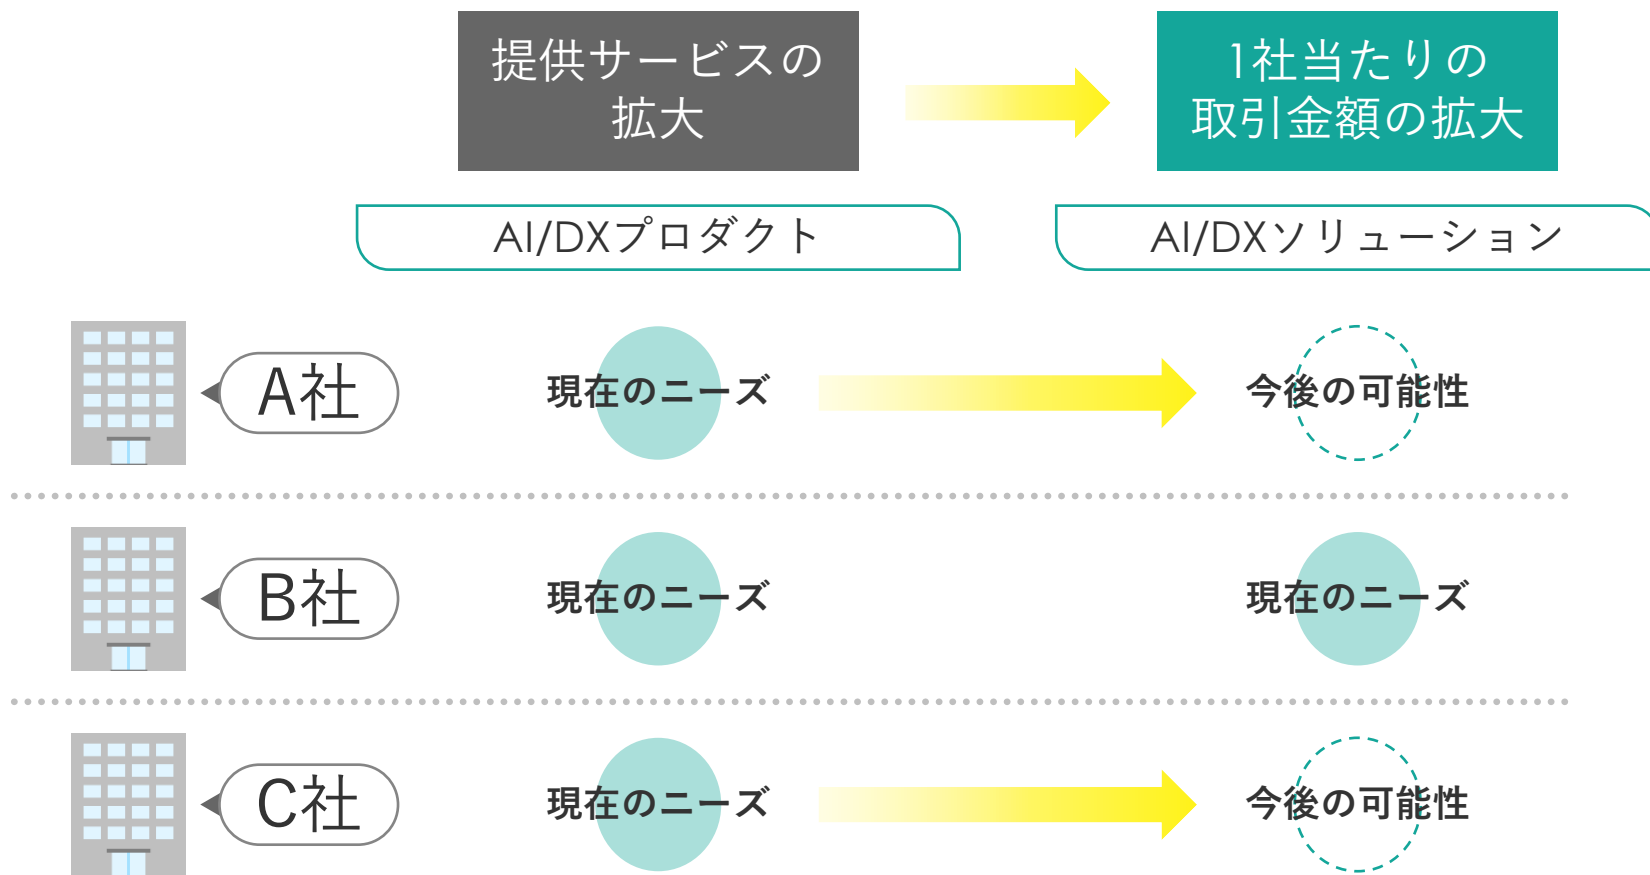 提供サービスの
拡大
1社当たりの
取引金額の拡大
AI/DXプロダクト
AI/DXソリューション
A社
現在のニーズ
今後の可能性
B社
現在のニーズ
現在のニーズ
C社
現在のニーズ
今後の可能性